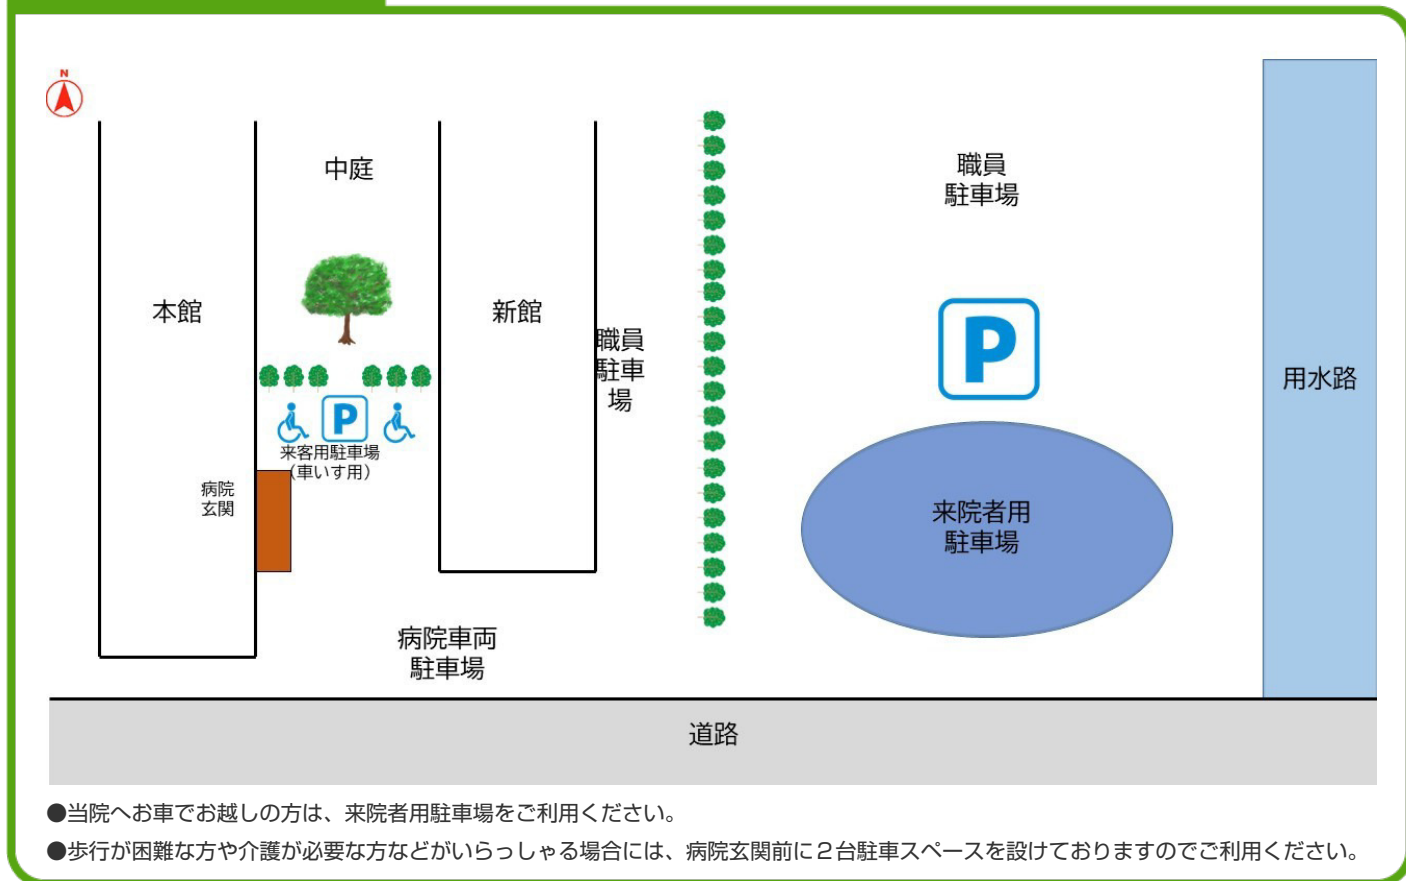 N
中庭
職員
駐車場
本館
新館
職員
駐車
場
P
用水路
P
来客用駐車場
(車いす用)
病院
玄関
来院者用
駐車場
病院車両
駐車場
道路
●当院へお車でお越しの方は、来院者用駐車場をご利用ください。
●歩行が困難な方や介護が必要な方などがいらっしゃる場合には、病院玄関前に２台駐車スペースを設けておりますのでご利用ください。